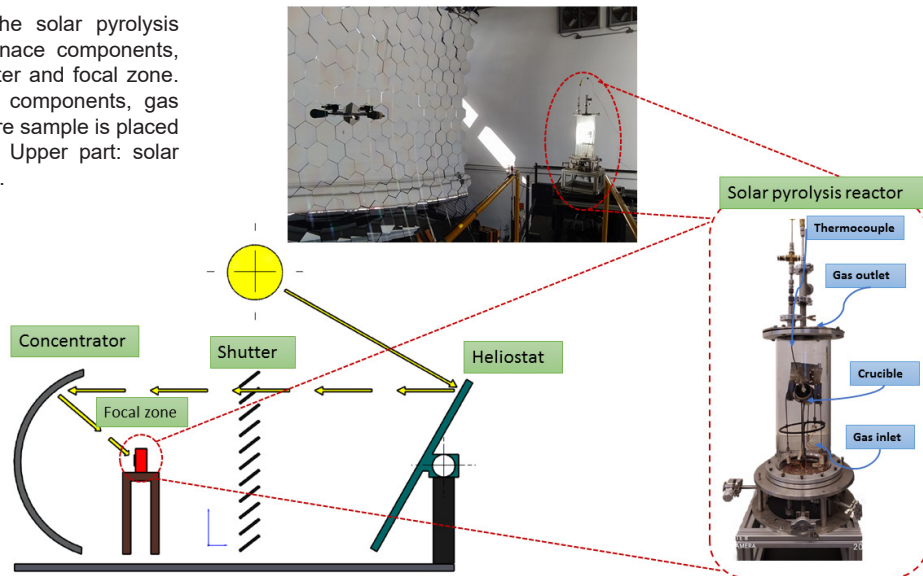 he solar pyrolysis
nace components,
ter and focal zone.
components, gas
re sample is placed
Upper part: solar
.
Solar pyrolysis reactor
Thermocouple
Gas outlet
Crucible
Gas inlet
Concentrator
Shutter
Heliostat
Focal zone